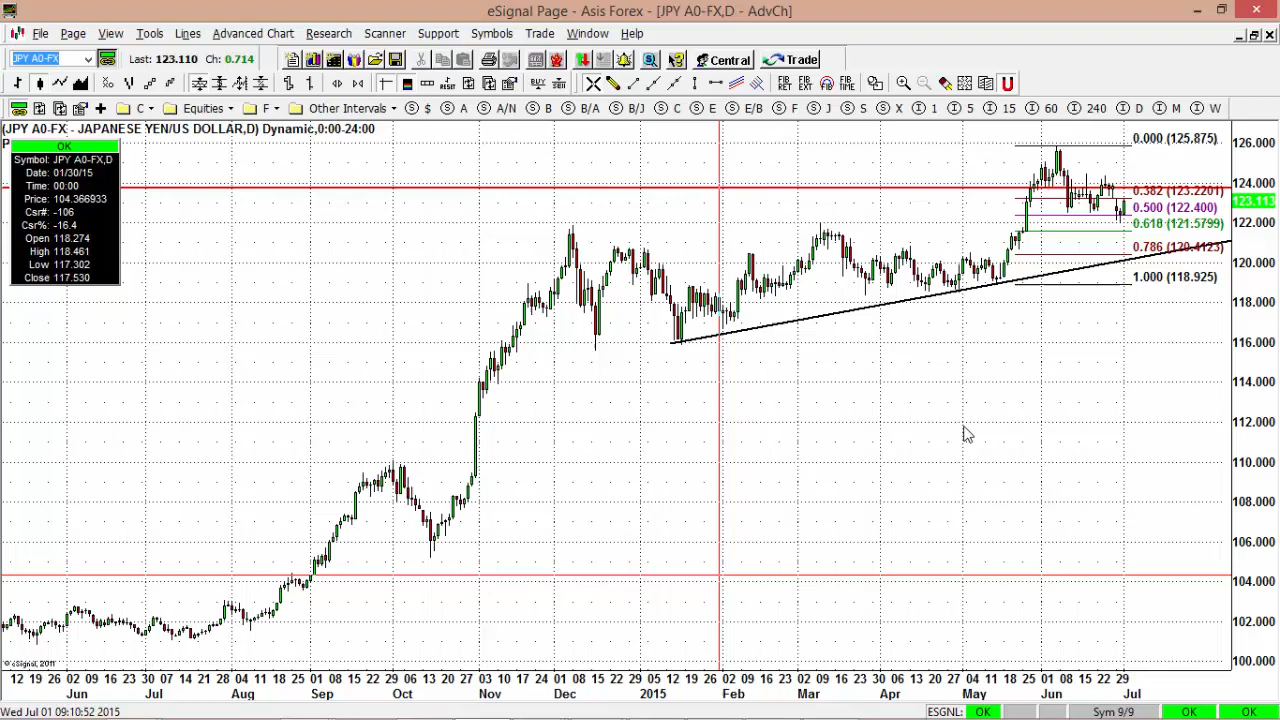 eSignal Page - Asis Forex - [JPY A0-FX,D - AdvCh]
File Page View Tools Lines Advanced Chart Research Scanner Support Symbols Trade Window Help
JPY A0-FX Last: 123.110 Ch: 0.714 Central Trade
BUY SELL FIB RET FIB EXT FIB TIME
C Equities F Other Intervals $ A A/N B B/A B/J C D E E/B F J S X 1 5 15 60 240 D M W
(JPY A0-FX - JAPANESE YEN/US DOLLAR,D) Dynamic,0:00-24:00
OK
Symbol: JPY A0-FX,D
Date: 01/30/15
Time: 00:00
Price: 104.366933
Csr#: -106
Csr%: -16.4
Open 118.274
High 118.461
Low 117.302
Close 117.530
0.000 (125.875)
0.382 (123.2201)
0.500 (122.400)
0.618 (121.5799)
0.786 (120.4123)
1.000 (118.925)
126.000
124.000
123.113
122.000
120.000
118.000
116.000
114.000
112.000
110.000
108.000
106.000
104.000
102.000
100.000
© eSignal, 2011
12 19 26 02 09 16 23 30 07 14 21 28 04 11 18 25 01 08 15 22 29 06 13 20 27 03 10 17 24 01 08 15 22 29 05 12 19 26 02 09 16 23 02 09 16 23 30 06 13 20 27 04 11 18 25 01 08 15 22 29
Jun Jul Aug Sep Oct Nov Dec 2015 Feb Mar Apr May Jun Jul
Wed Jul 01 09:10:52 2015 ESGNL: OK Sym 9/9 OK OK